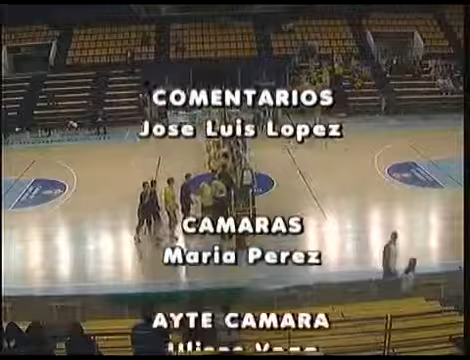 COMENTARIOS
Jose Luis Lopez
CAMARAS
Maria Perez
AYTE CAMARA